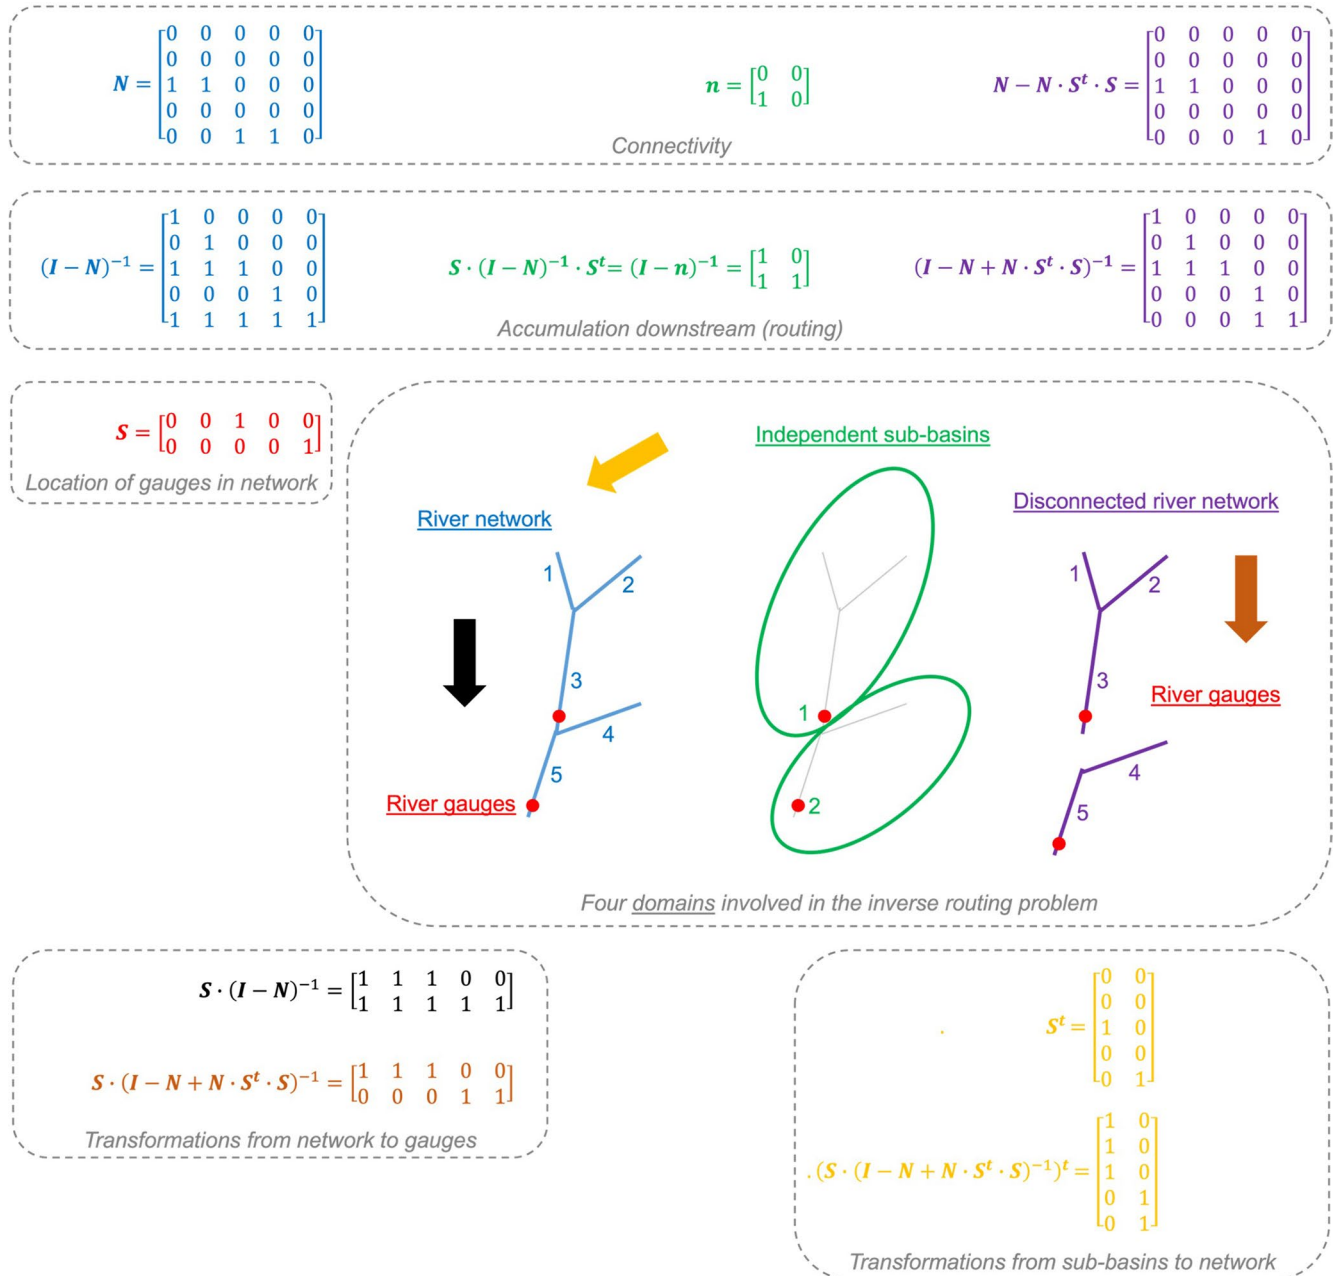 N = [0 0 0 0 0
0 0 0 0 0
1 1 0 0 0
0 0 0 0 0
0 0 1 1 0]
n = [0 0
1 0]
N − N · Sᵗ · S = [0 0 0 0 0
0 0 0 0 0
1 1 0 0 0
0 0 0 0 0
0 0 0 1 0]
Connectivity
(I − N)⁻¹ = [1 0 0 0 0
0 1 0 0 0
1 1 1 0 0
0 0 0 1 0
1 1 1 1 1]
S · (I − N)⁻¹ · Sᵗ= (I − n)⁻¹ = [1 0
1 1]
(I − N + N · Sᵗ · S)⁻¹ = [1 0 0 0 0
0 1 0 0 0
1 1 1 0 0
0 0 0 1 0
0 0 0 1 1]
Accumulation downstream (routing)
S = [0 0 1 0 0
0 0 0 0 1]
Location of gauges in network
Independent sub-basins
River network
Disconnected river network
1
2
3
4
5
River gauges
1
2
1
2
3
River gauges
4
5
Four domains involved in the inverse routing problem
S · (I − N)⁻¹ = [1 1 1 0 0
1 1 1 1 1]
S · (I − N + N · Sᵗ · S)⁻¹ = [1 1 1 0 0
0 0 0 1 1]
Transformations from network to gauges
. Sᵗ = [0 0
0 0
1 0
0 0
0 1]
. (S · (I − N + N · Sᵗ · S)⁻¹)ᵗ = [1 0
1 0
1 0
0 1
0 1]
Transformations from sub-basins to network